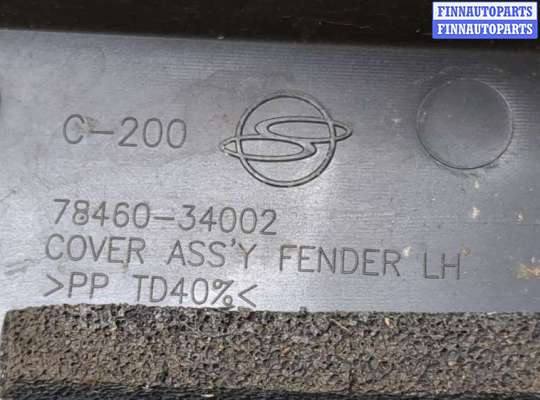 FINNAUTOPARTS
FINNAUTOPARTS
C-200
78460-34002
COVER ASS'Y FENDER LH
>PP TD40%<